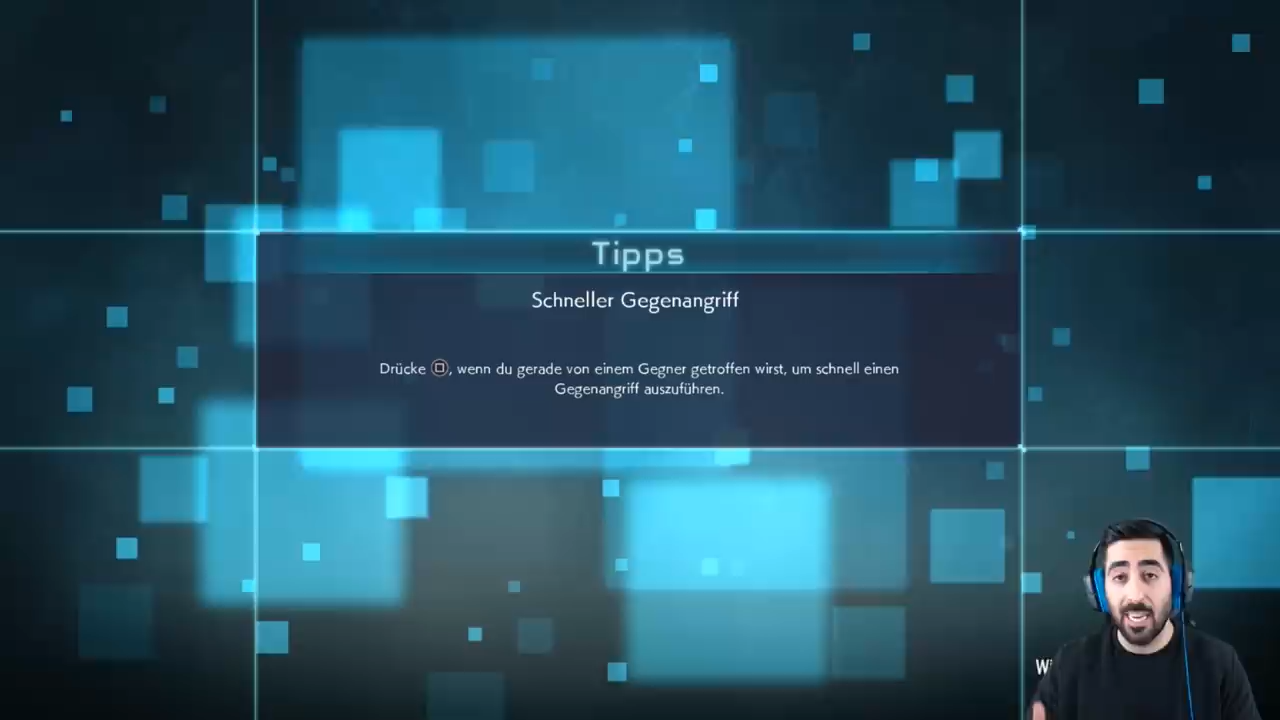 Tipps
Schneller Gegenangriff
Drücke , wenn du gerade von einem Gegner getroffen wirst, um schnell einen
Gegenangriff auszuführen.